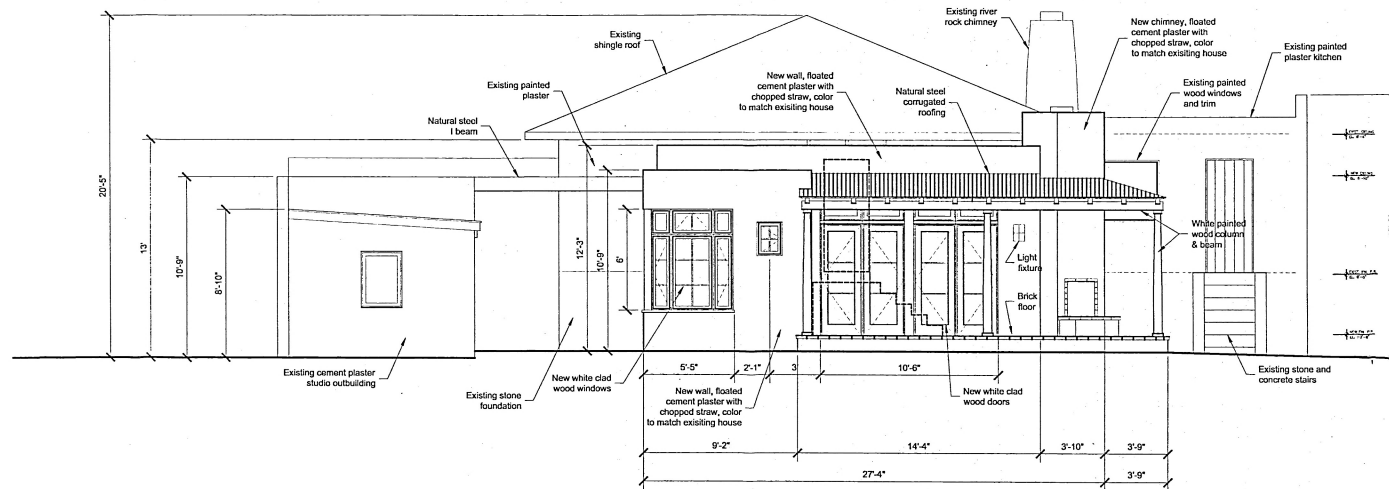 Existing
shingle roof
Existing river
rock chimney
New chimney, floated
cement plaster with
chopped straw, color
to match exisiting house
Existing painted
plaster kitchen
Existing painted
wood windows
and trim
New wall, floated
cement plaster with
chopped straw, color
to match exisiting house
Natural steel
corrugated
roofing
Existing painted
plaster
Natural steel
I beam
20'-5"
13'
10'-9"
8'-10"
12'-3"
10'-9"
6'
White painted
wood column
& beam
Light
fixture
Brick
floor
Existing cement plaster
studio outbuilding
Existing stone
foundation
New white clad
wood windows
5'-5"
2'-1"
3'
10'-6"
New wall, floated
cement plaster with
chopped straw, color
to match exisiting house
New white clad
wood doors
Existing stone and
concrete stairs
9'-2"
14'-4"
3'-10"
3'-9"
27'-4"
3'-9"